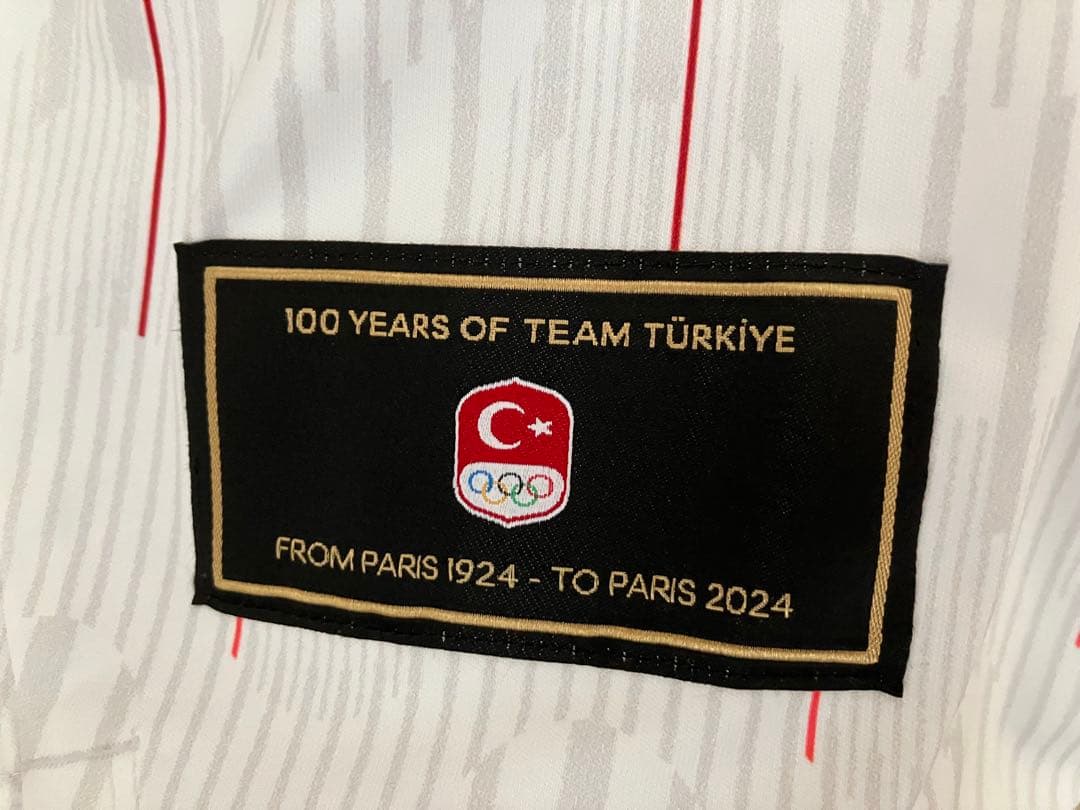 100 YEARS OF TEAM TÜRKİYE
FROM PARIS 1924 - TO PARIS 2024